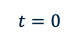 t = 0